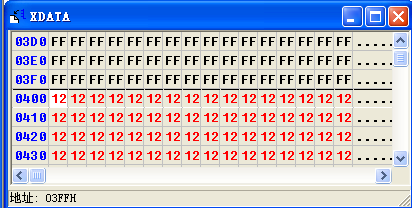 XDATA
03D0 FF FF FF FF FF FF FF FF FF FF FF FF FF FF FF FF .....
03E0 FF FF FF FF FF FF FF FF FF FF FF FF FF FF FF FF .....
03F0 FF FF FF FF FF FF FF FF FF FF FF FF FF FF FF FF .....
0400 12 12 12 12 12 12 12 12 12 12 12 12 12 12 12 12 .....
0410 12 12 12 12 12 12 12 12 12 12 12 12 12 12 12 12 .....
0420 12 12 12 12 12 12 12 12 12 12 12 12 12 12 12 12 .....
0430 12 12 12 12 12 12 12 12 12 12 12 12 12 12 12 12 .....
地址: 03FFH